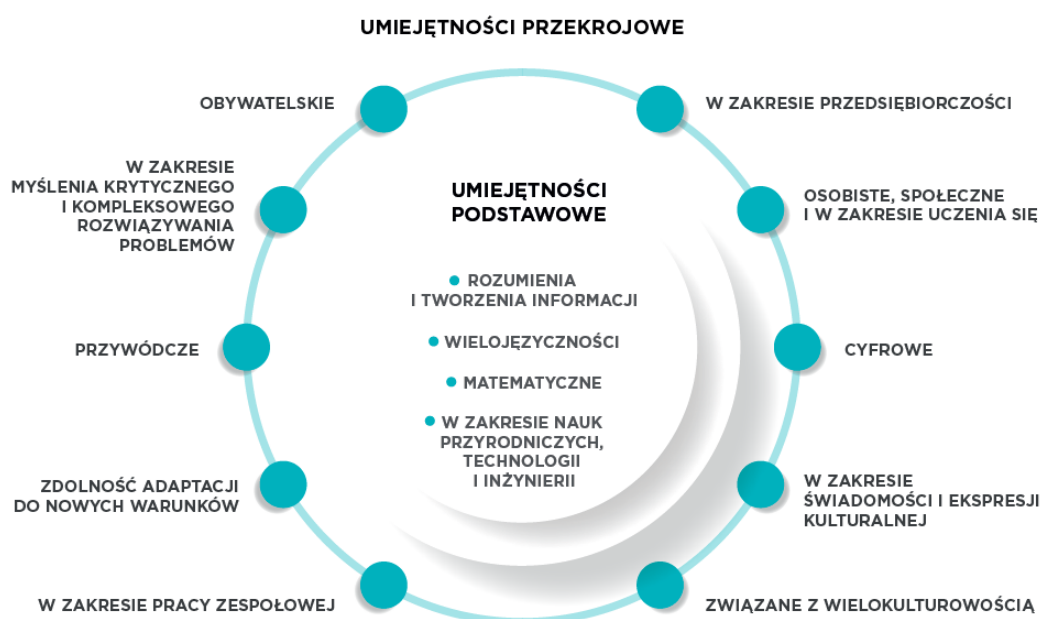 UMIEJĘTNOŚCI PRZEKROJOWE
OBYWATELSKIE
W ZAKRESIE
MYŚLENIA KRYTYCZNEGO
I KOMPLEKSOWEGO
ROZWIĄZYWANIA
PROBLEMÓW
PRZYWÓDCZE
ZDOLNOŚĆ ADAPTACJI
DO NOWYCH WARUNKÓW
W ZAKRESIE PRACY ZESPOŁOWEJ
UMIEJĘTNOŚCI
PODSTAWOWE
• ROZUMIENIA
I TWORZENIA INFORMACJI
• WIELOJĘZYCZNOŚCI
• MATEMATYCZNE
• W ZAKRESIE NAUK
PRZYRODNICZYCH,
TECHNOLOGII
I INŻYNIERII
W ZAKRESIE PRZEDSIĘBIORCZOŚCI
OSOBISTE, SPOŁECZNE
I W ZAKRESIE UCZENIA SIĘ
CYFROWE
W ZAKRESIE
ŚWIADOMOŚCI I EKSPRESJI
KULTURALNEJ
ZWIĄZANE Z WIELOKULTUROWOŚCIĄ